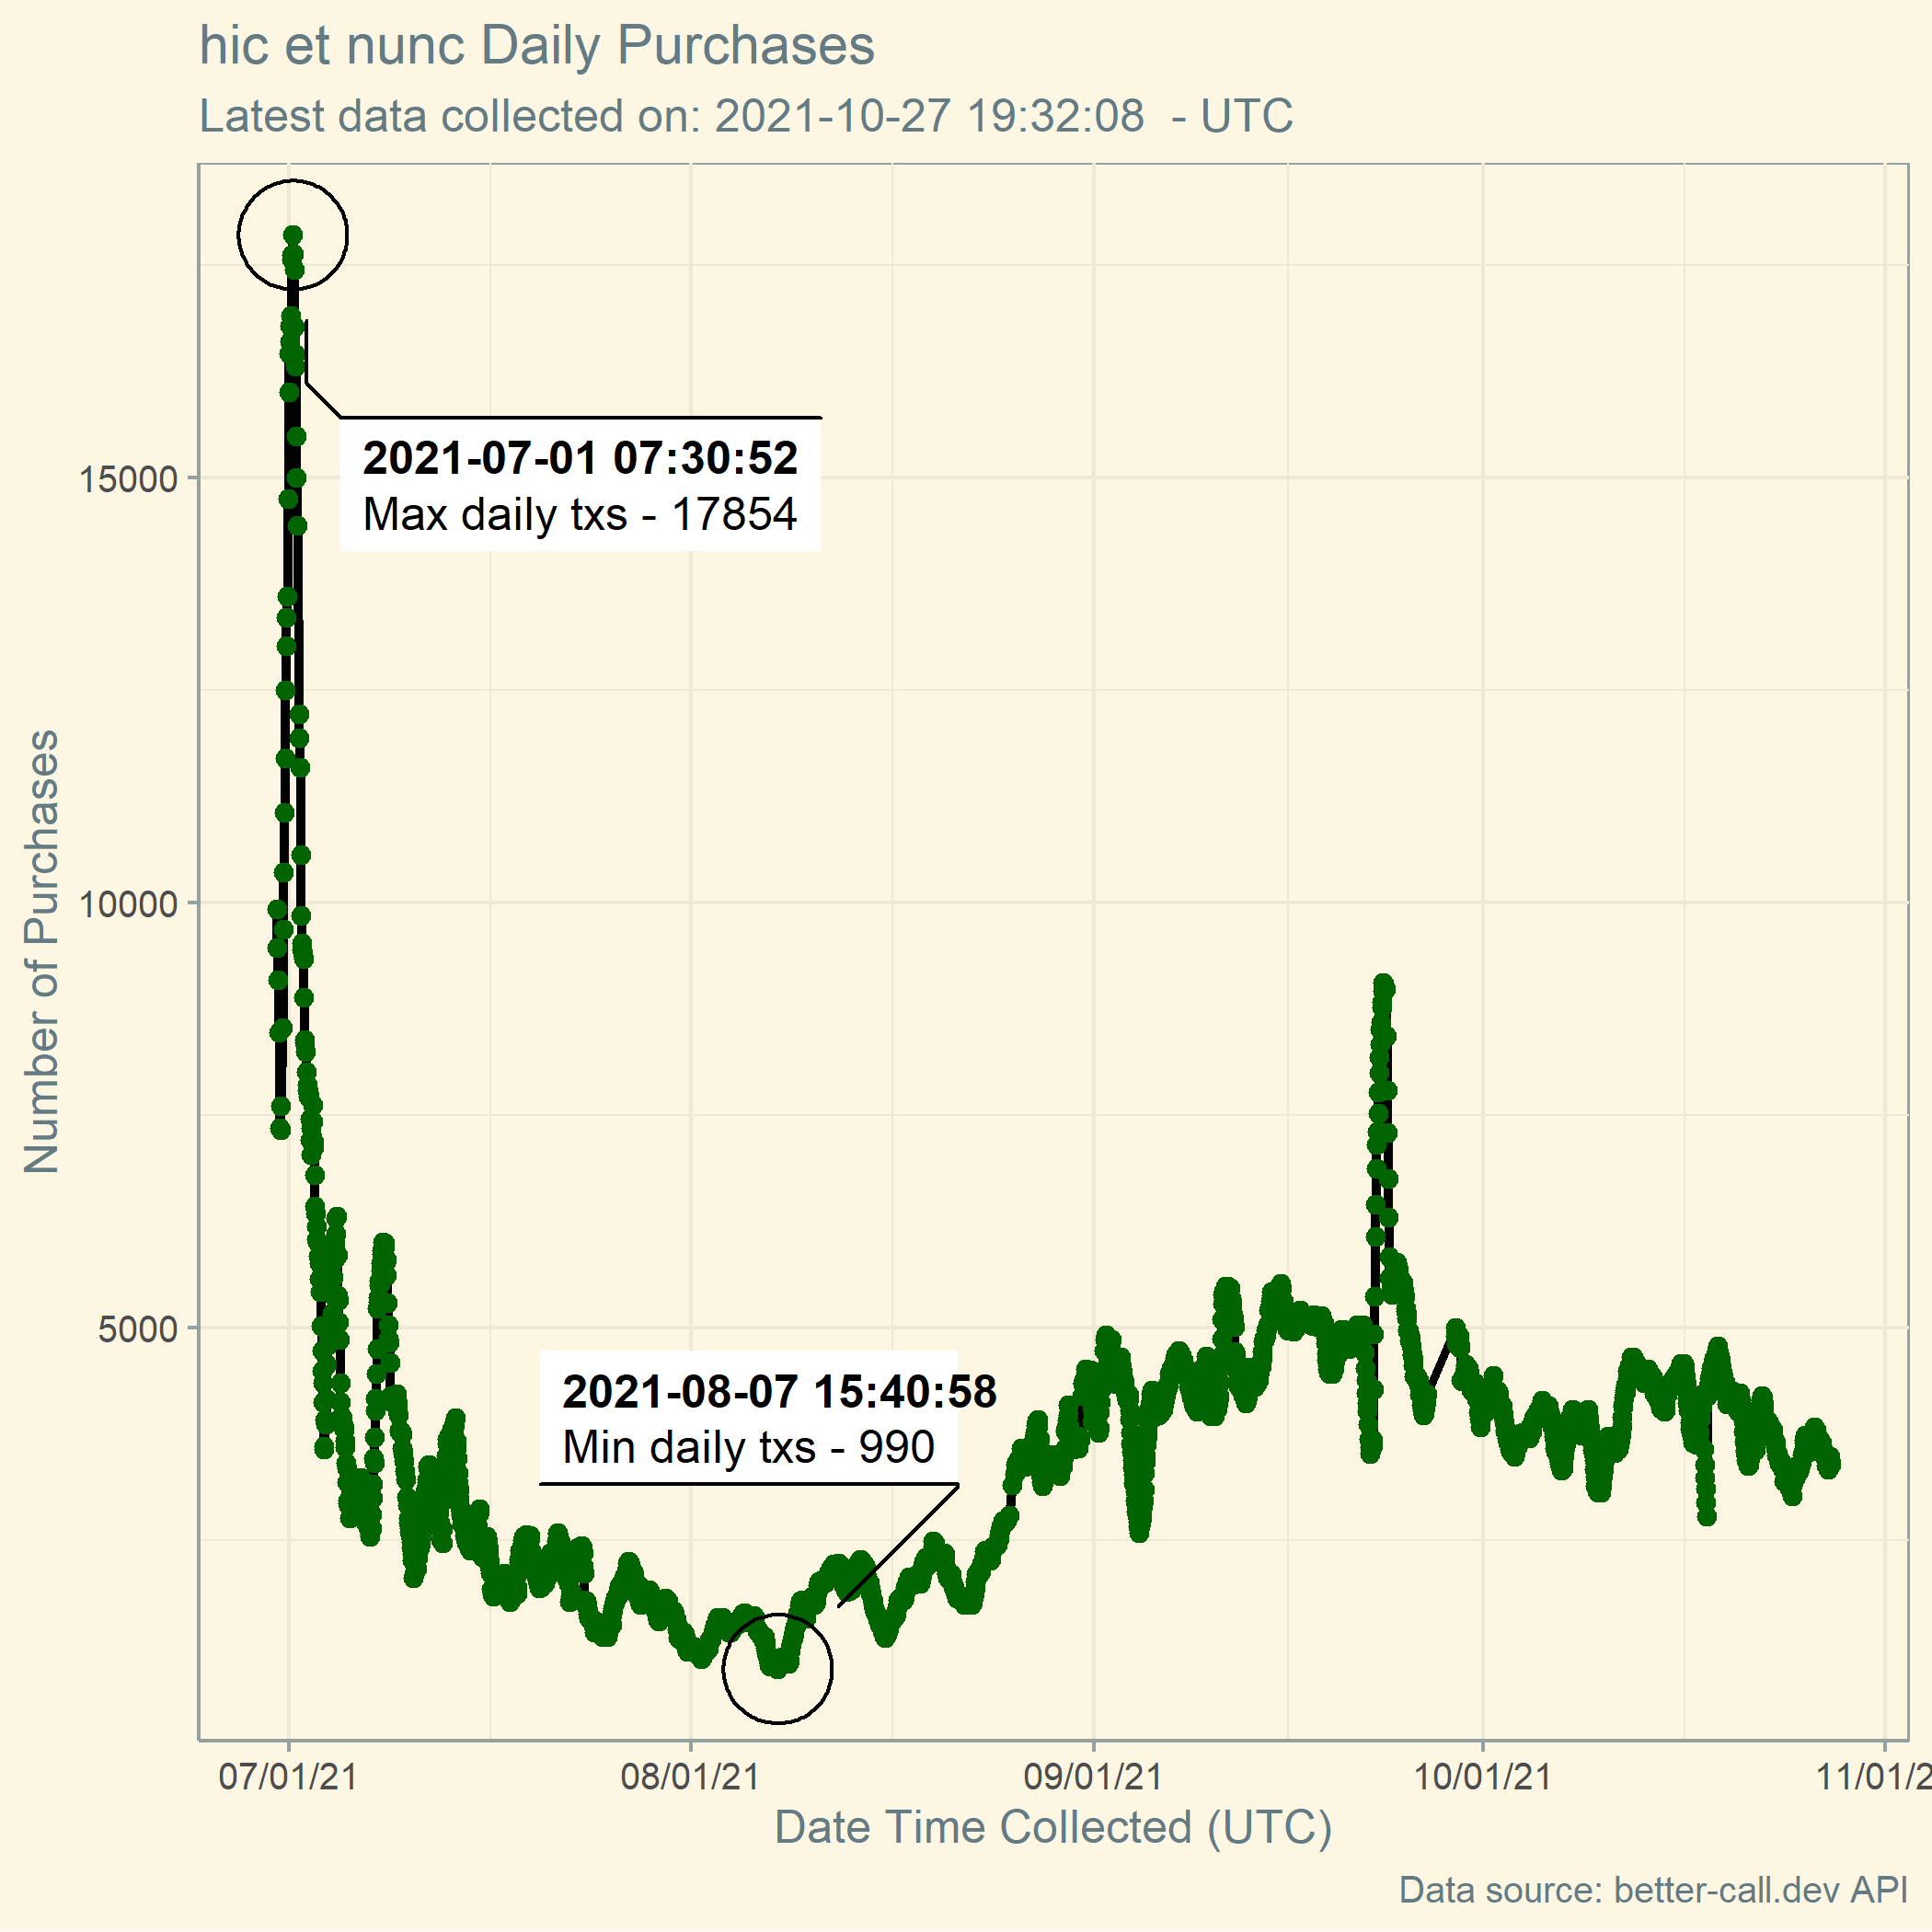 hic et nunc Daily Purchases
Latest data collected on: 2021-10-27 19:32:08  - UTC
2021-07-01 07:30:52
Max daily txs - 17854
15000
10000
5000
Number of Purchases
2021-08-07 15:40:58
Min daily txs - 990
07/01/21
08/01/21
09/01/21
10/01/21
11/01/2
Date Time Collected (UTC)
Data source: better-call.dev API